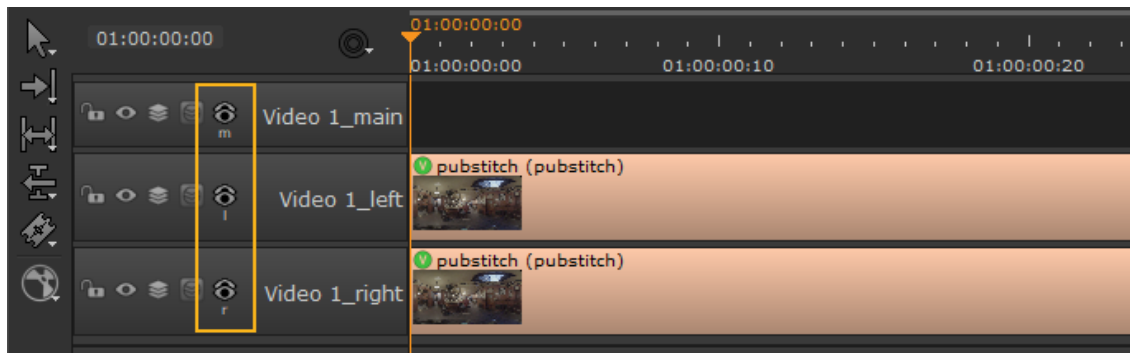 01:00:00:00
01:00:00:00
01:00:00:00 01:00:00:10 01:00:00:20
m Video 1_main
V pubstitch (pubstitch)
l Video 1_left
V pubstitch (pubstitch)
r Video 1_right